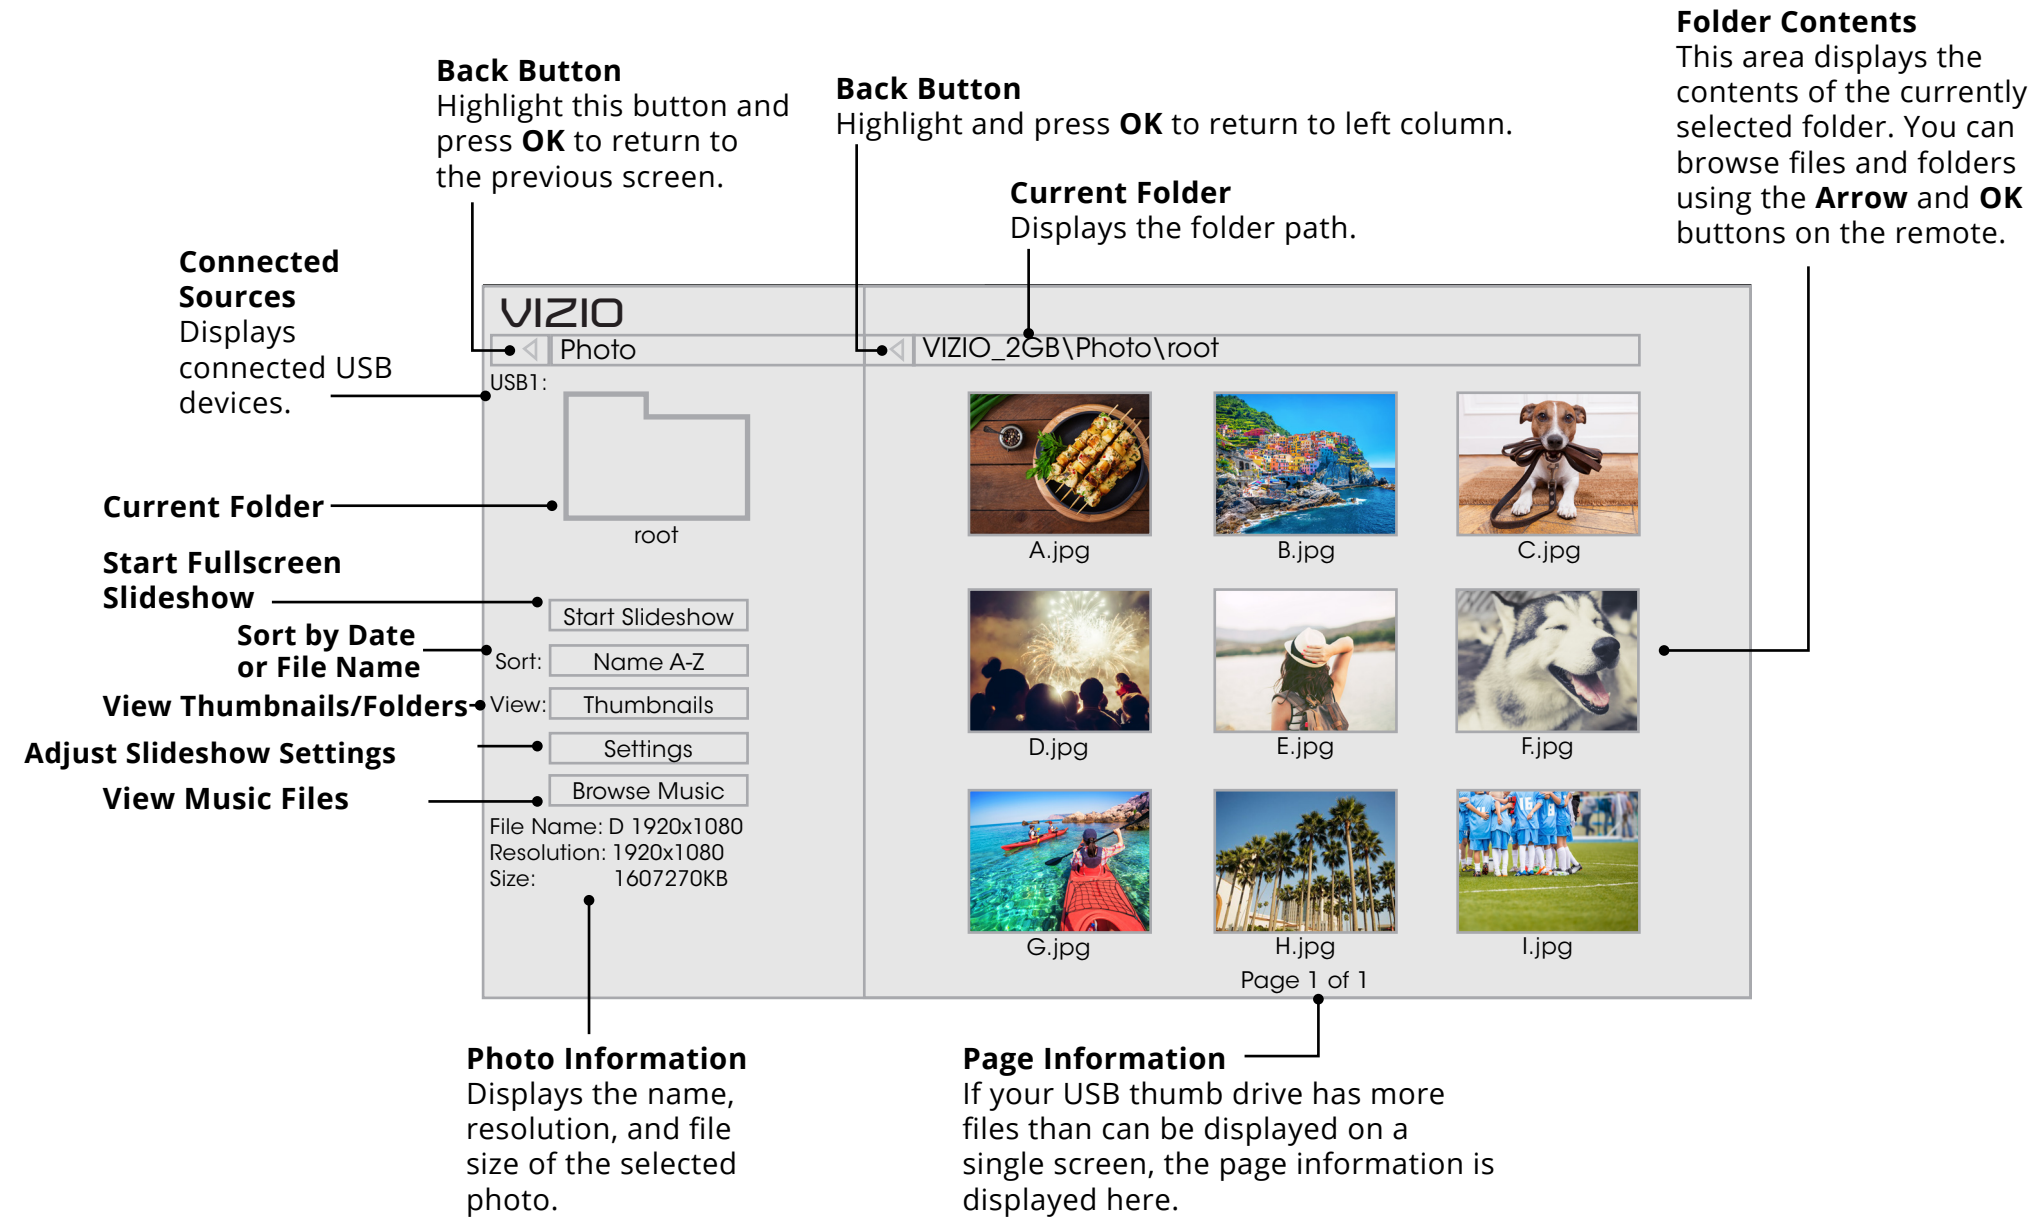 Folder Contents
This area displays the
contents of the currently
selected folder. You can
browse files and folders
using the Arrow and OK
buttons on the remote.
Back Button
Highlight this button and
press OK to return to
the previous screen.
Back Button
Highlight and press OK to return to left column.
Current Folder
Displays the folder path.
Connected
Sources
Displays
connected USB
devices.
Current Folder
Start Fullscreen
Slideshow
Sort by Date
or File Name
View Thumbnails/Folders
Adjust Slideshow Settings
View Music Files
VIZIO
Photo
USB1:
root
Start Slideshow
Sort: Name A-Z
View: Thumbnails
Settings
Browse Music
File Name: D 1920x1080
Resolution: 1920x1080
Size: 1607270KB
VIZIO_2GB\Photo\root
A.jpg
B.jpg
C.jpg
D.jpg
E.jpg
F.jpg
G.jpg
H.jpg
I.jpg
Page 1 of 1
Photo Information
Displays the name,
resolution, and file
size of the selected
photo.
Page Information
If your USB thumb drive has more
files than can be displayed on a
single screen, the page information is
displayed here.